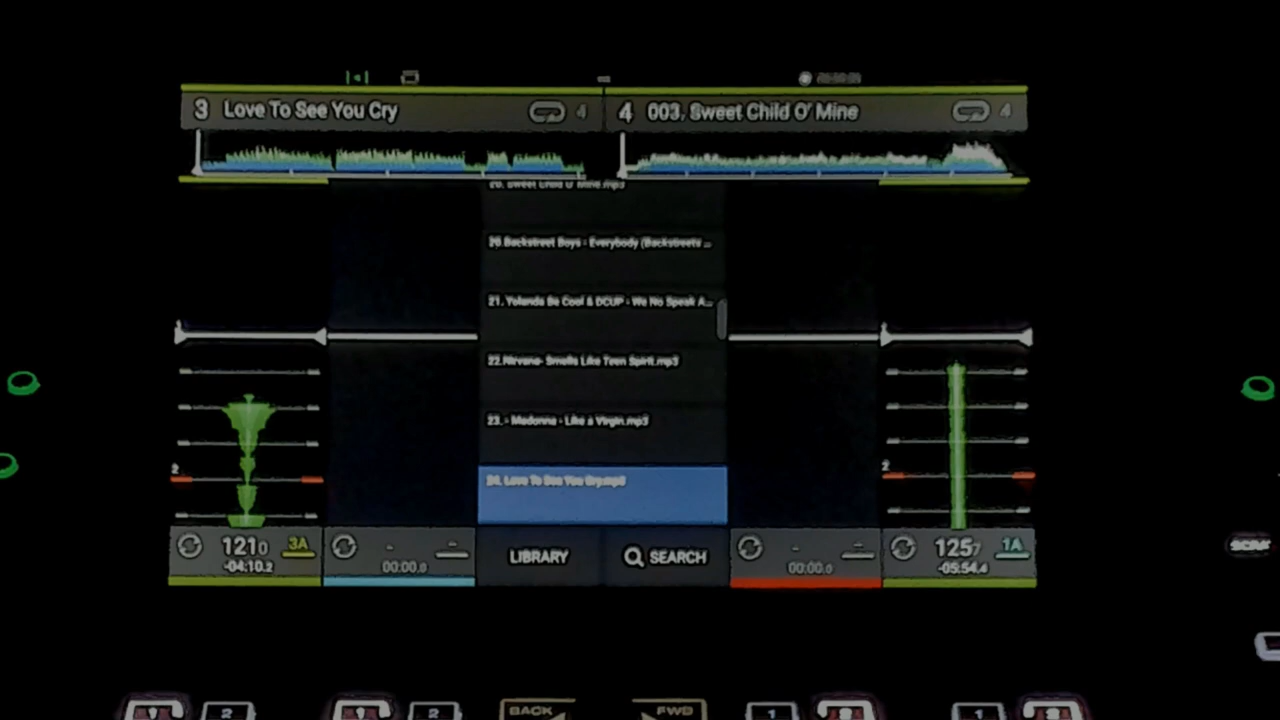 3 Love To See You Cry 4
4 003. Sweet Child O' Mine 4
20. Sweet Child O' Mine.mp3
20.Backstreet Boys - Everybody (Backstreets ...
21. Yolanda Be Cool & DCUP - We No Speak A...
22.Nirvana- Smells Like Teen Spirit.mp3
23. - Madonna - Like a Virgin.mp3
24. Love To See You Cry.mp3
2
2
121.0 3A
-04:10.2
00:00.0
LIBRARY
SEARCH
00:00.0
125.7 1A
-05:54.4
1 2 1 2 BACK FWD 1 2 1 2